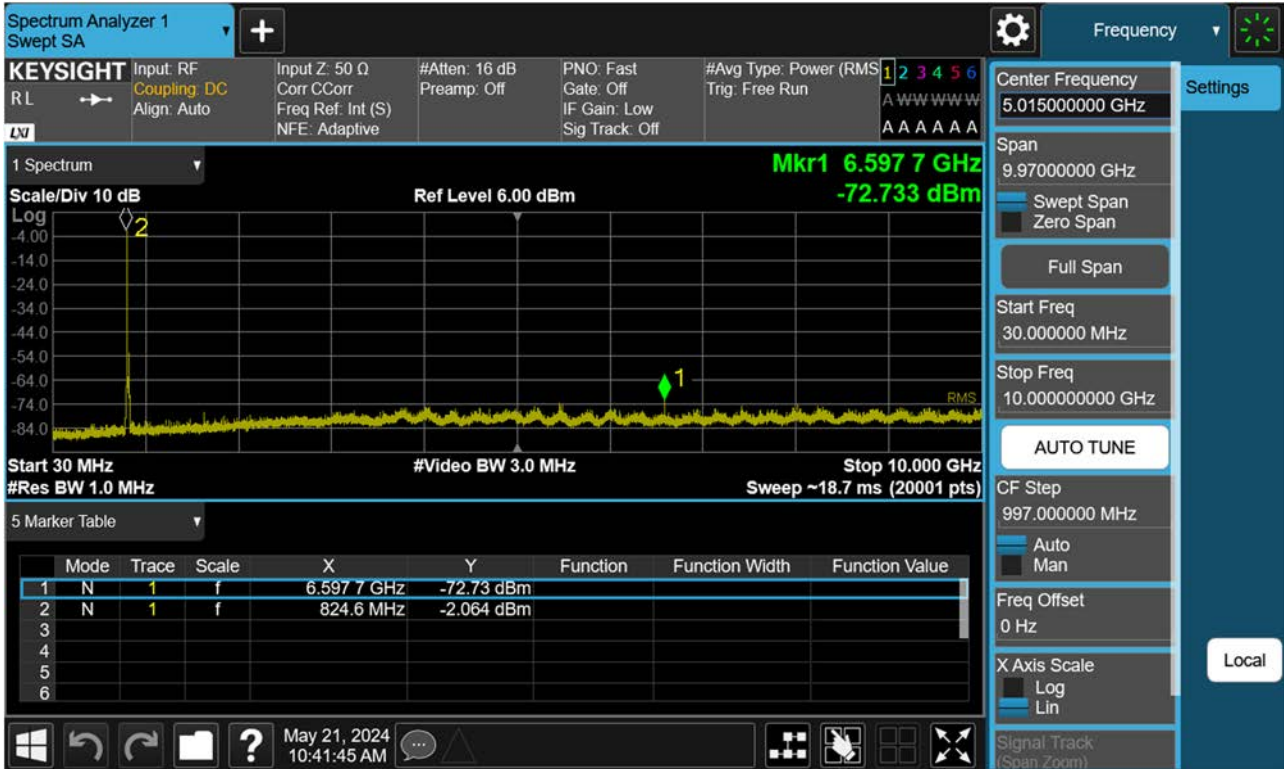 Spectrum Analyzer 1
Swept SA
+
Frequency
KEYSIGHT
RL
LXI
Input: RF
Coupling: DC
Align: Auto
Input Z: 50 Ω
Corr CCorr
Freq Ref: Int (S)
NFE: Adaptive
#Atten: 16 dB
Preamp: Off
PNO: Fast
Gate: Off
IF Gain: Low
Sig Track: Off
#Avg Type: Power (RMS
Trig: Free Run
1 2 3 4 5 6
A W W W W W
A A A A A A
1 Spectrum
Scale/Div 10 dB
Ref Level 6.00 dBm
Mkr1 6.597 7 GHz
-72.733 dBm
Log
2
-4.00
-14.0
-24.0
-34.0
-44.0
-54.0
-64.0
-74.0
-84.0
1
RMS
Start 30 MHz
#Video BW 3.0 MHz
Stop 10.000 GHz
#Res BW 1.0 MHz
Sweep ~18.7 ms (20001 pts)
5 Marker Table
Mode Trace Scale X Y Function Function Width Function Value
1 N 1 f 6.597 7 GHz -72.73 dBm
2 N 1 f 824.6 MHz -2.064 dBm
3
4
5
6
?
May 21, 2024
10:41:45 AM
Center Frequency
5.015000000 GHz
Settings
Span
9.97000000 GHz
Swept Span
Zero Span
Full Span
Start Freq
30.000000 MHz
Stop Freq
10.000000000 GHz
AUTO TUNE
CF Step
997.000000 MHz
Auto
Man
Freq Offset
0 Hz
X Axis Scale
Log
Lin
Local
Signal Track
(Span Zoom)